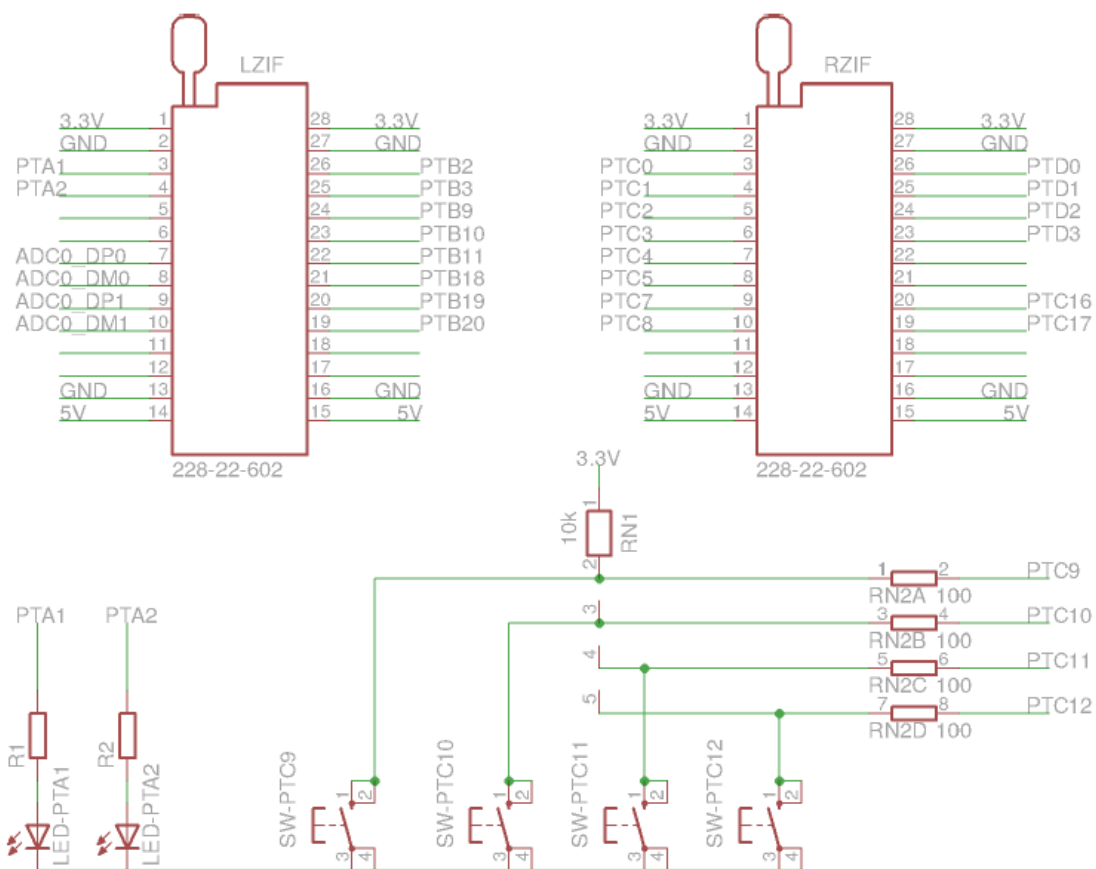 LZIF RZIF
3.3V 1 28 3.3V 3.3V 1 28 3.3V
GND 2 27 GND GND 2 27 GND
PTA1 3 26 PTB2 PTC0 3 26 PTD0
PTA2 4 25 PTB3 PTC1 4 25 PTD1
5 24 PTB9 PTC2 5 24 PTD2
6 23 PTB10 PTC3 6 23 PTD3
ADC0_DP0 7 22 PTB11 PTC4 7 22
ADC0_DM0 8 21 PTB18 PTC5 8 21
ADC0_DP1 9 20 PTB19 PTC7 9 20 PTC16
ADC0_DM1 10 19 PTB20 PTC8 10 19 PTC17
11 18 11 18
12 17 12 17
GND 13 16 GND GND 13 16 GND
5V 14 15 5V 5V 14 15 5V
228-22-602 228-22-602
3.3V
1
10k RN1
2
1 2 PTC9
RN2A 100
3
3 4 PTC10
RN2B 100
4
5 6 PTC11
RN2C 100
5
7 8 PTC12
RN2D 100
PTA1 PTA2
R1 R2
LED-PTA1 LED-PTA2
SW-PTC9 SW-PTC10 SW-PTC11 SW-PTC12
1 2 1 2 1 2 1 2
3 4 3 4 3 4 3 4